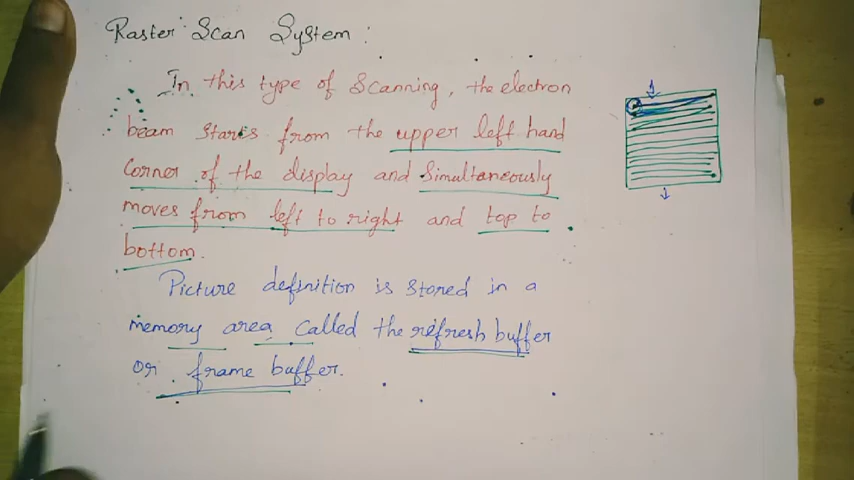 Raster Scan System :
In this type of Scanning, the electron
beam stares from the upper left hand
Corner of the display and Simultaneously
moves from left to right and top to
bottom.
Picture definition is stored in a
memory area called the refresh buffer
or frame buffer.